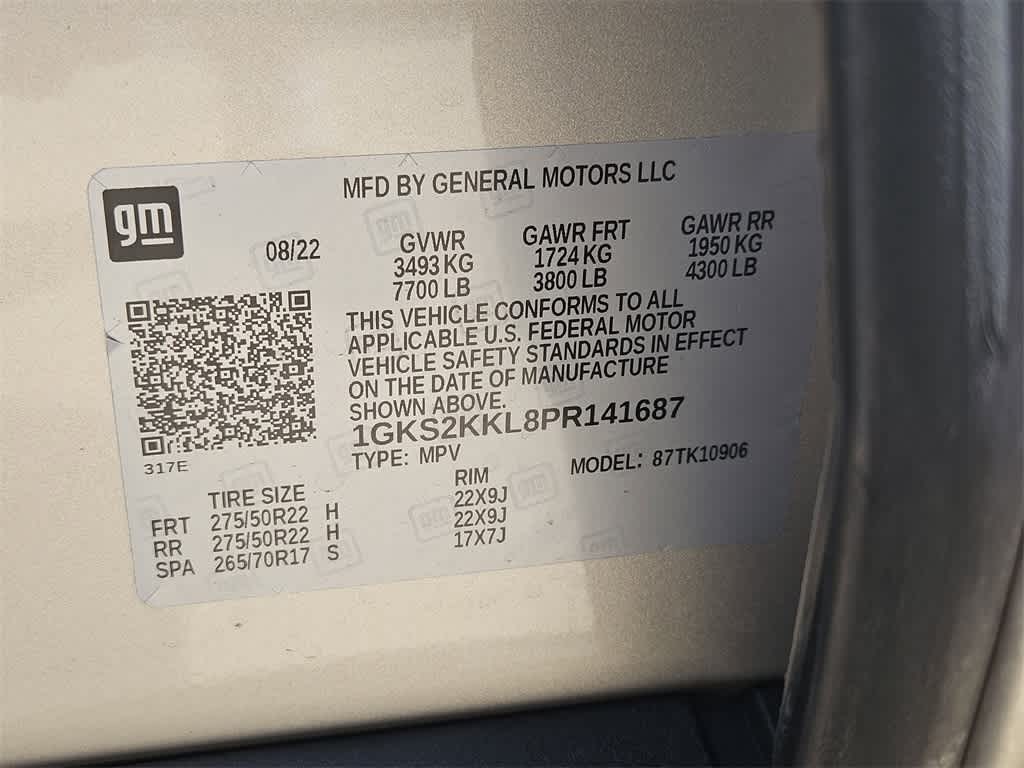 gm
MFD BY GENERAL MOTORS LLC
08/22 GVWR GAWR FRT GAWR RR
3493 KG 1724 KG 1950 KG
7700 LB 3800 LB 4300 LB
THIS VEHICLE CONFORMS TO ALL
APPLICABLE U.S. FEDERAL MOTOR
VEHICLE SAFETY STANDARDS IN EFFECT
ON THE DATE OF MANUFACTURE
SHOWN ABOVE.
1GKS2KKL8PR141687
317E
TYPE: MPV MODEL: 87TK10906
TIRE SIZE RIM
FRT 275/50R22 H 22X9J
RR 275/50R22 H 22X9J
SPA 265/70R17 S 17X7J